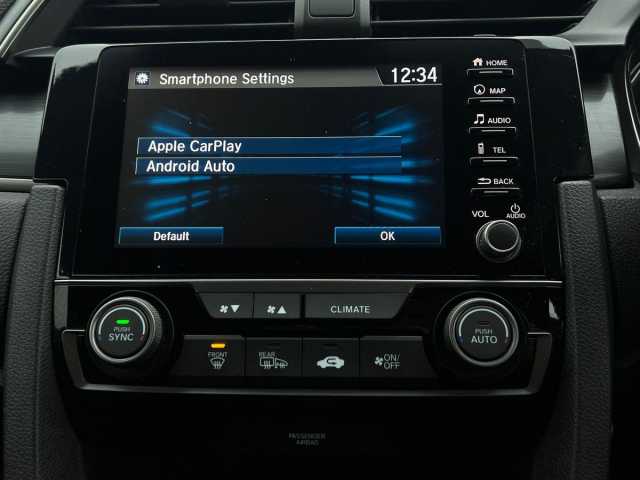 Smartphone Settings 12:34
Apple CarPlay
Android Auto
Default OK
HOME
MAP
AUDIO
TEL
BACK
VOL AUDIO
CLIMATE
PUSH SYNC
PUSH AUTO
FRONT REAR ON/OFF
PASSENGER
AIRBAG